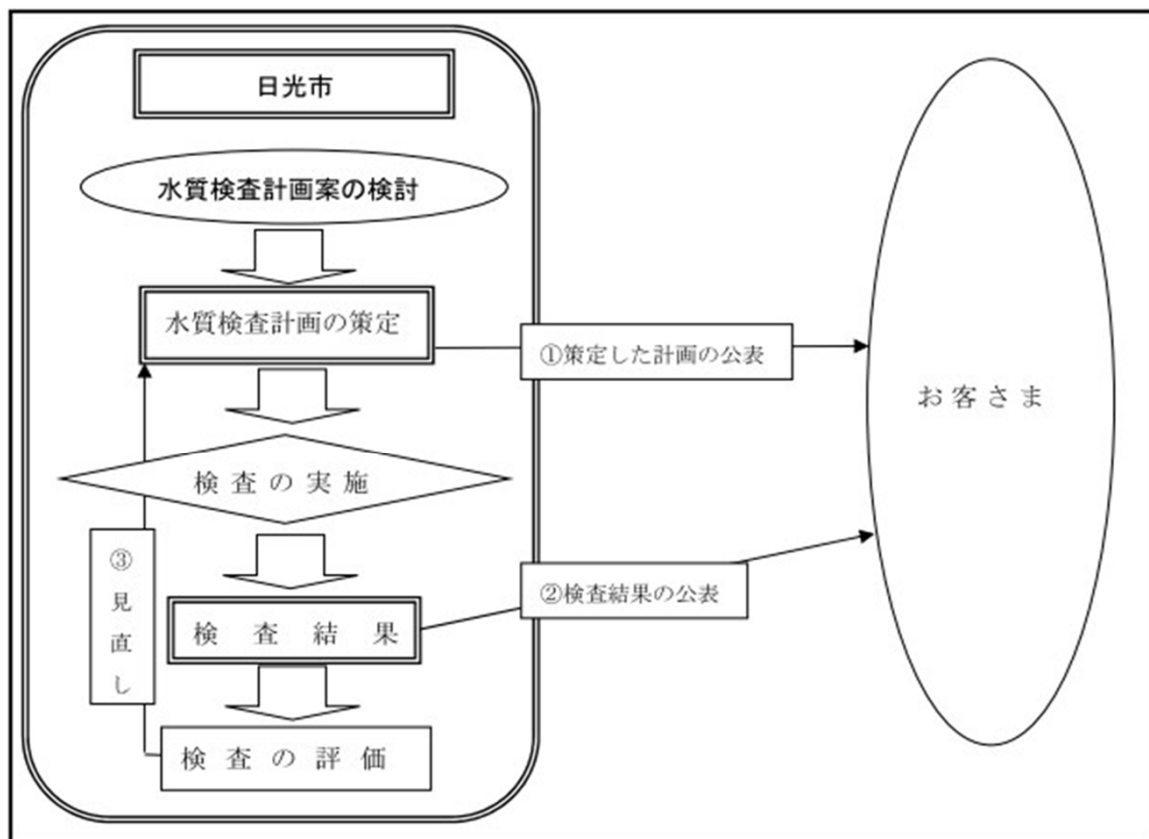 日光市
水質検査計画案の検討
水質検査計画の策定
①策定した計画の公表
お客さま
検査の実施
③見直し
検査結果
②検査結果の公表
検査の評価